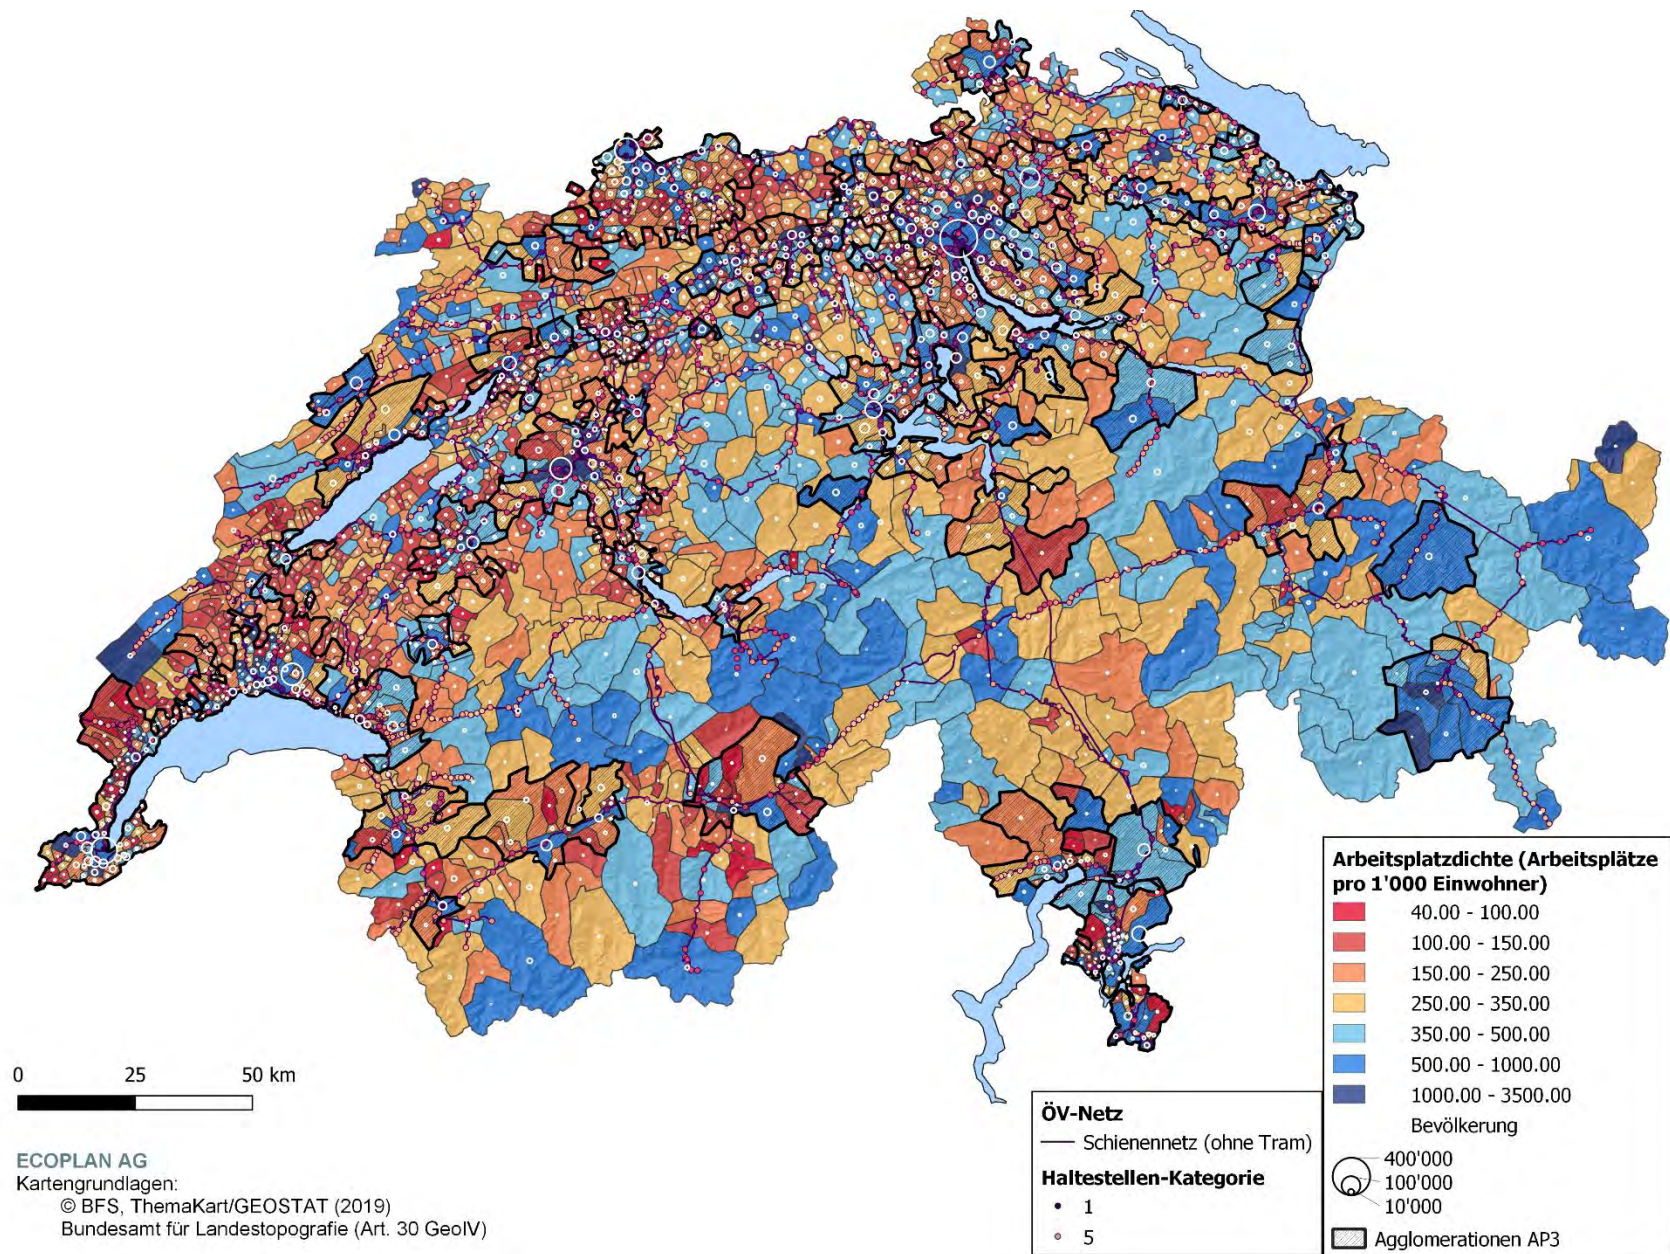 0 25 50 km
ECOPLAN AG
Kartengrundlagen:
© BFS, ThemaKart/GEOSTAT (2019)
Bundesamt für Landestopografie (Art. 30 GeoIV)
ÖV-Netz
Schienennetz (ohne Tram)
Haltestellen-Kategorie
1
5
Arbeitsplatzdichte (Arbeitsplätze
pro 1'000 Einwohner)
40.00 - 100.00
100.00 - 150.00
150.00 - 250.00
250.00 - 350.00
350.00 - 500.00
500.00 - 1000.00
1000.00 - 3500.00
Bevölkerung
400'000
100'000
10'000
Agglomerationen AP3